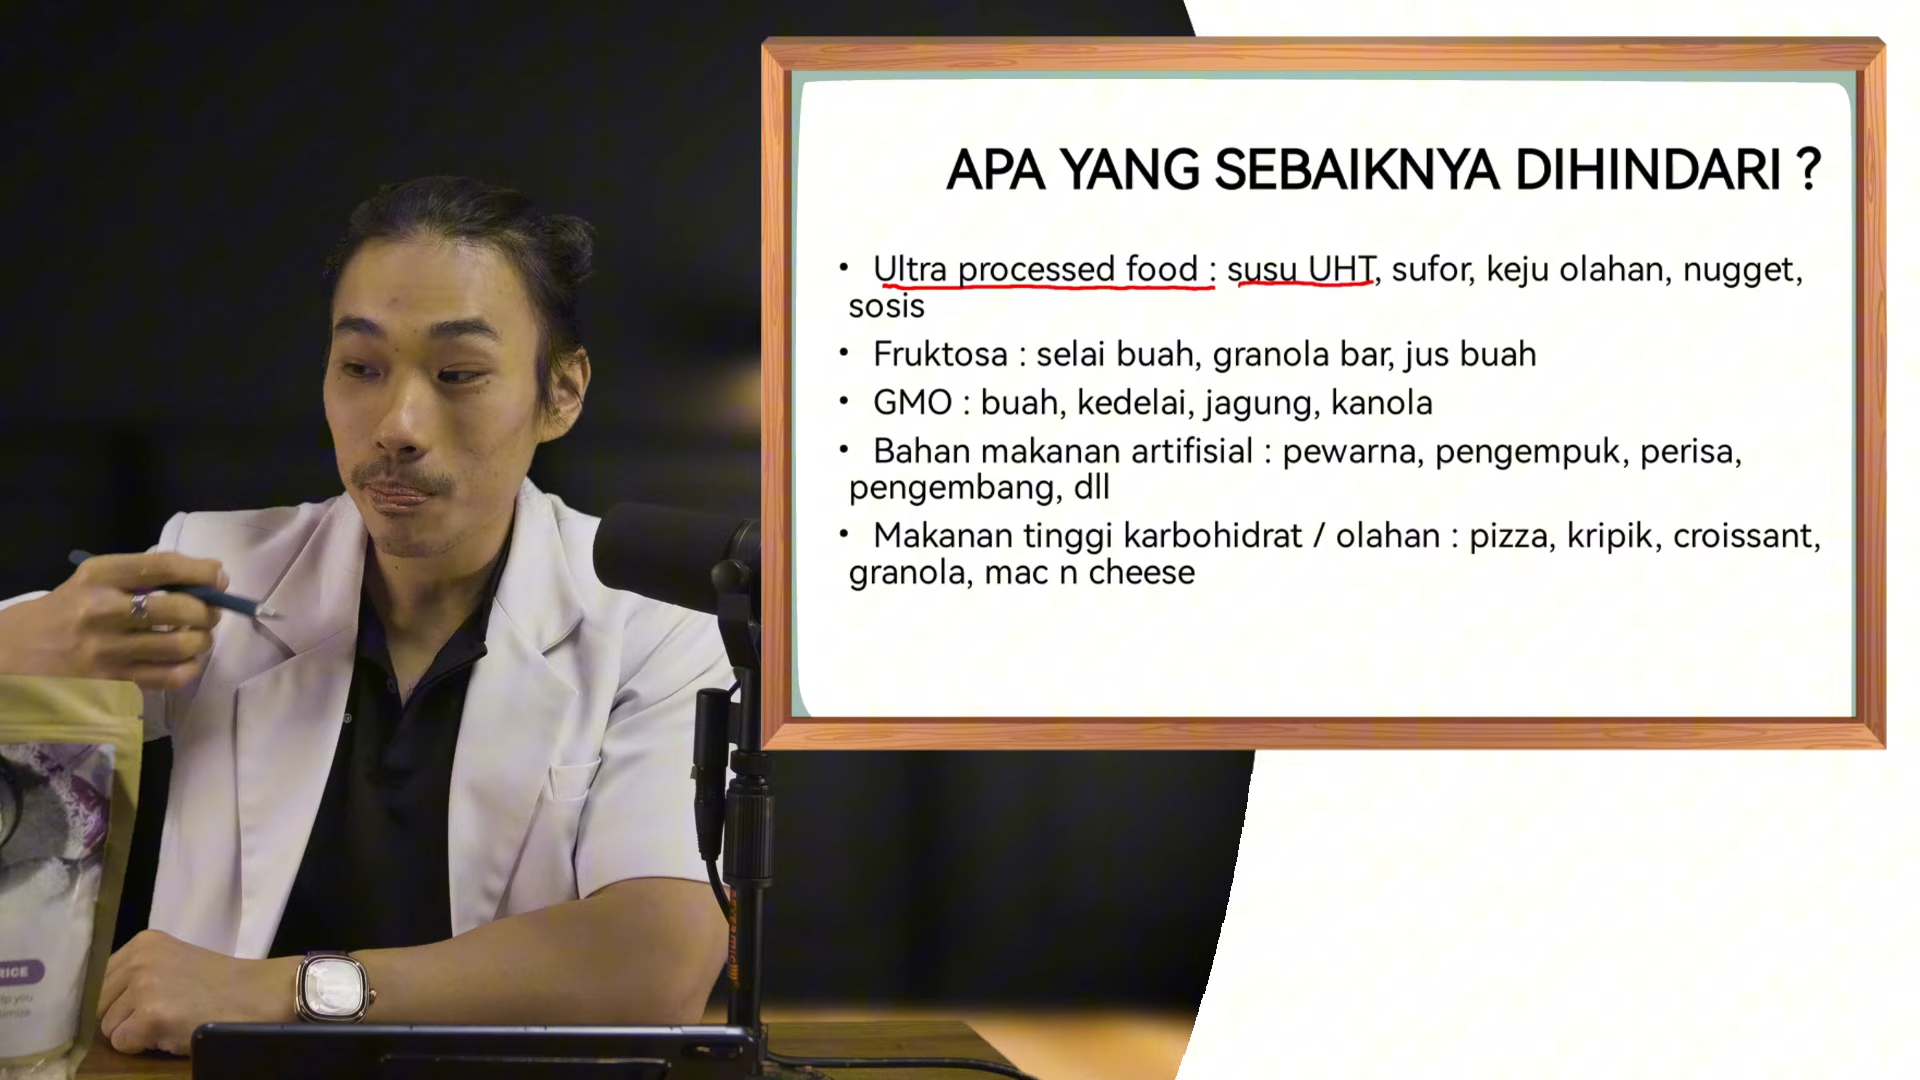 APA YANG SEBAIKNYA DIHINDARI ?
• Ultra processed food : susu UHT, sufor, keju olahan, nugget,
sosis
• Fruktosa : selai buah, granola bar, jus buah
• GMO : buah, kedelai, jagung, kanola
• Bahan makanan artifisial : pewarna, pengempuk, perisa,
pengembang, dll
• Makanan tinggi karbohidrat / olahan : pizza, kripik, croissant,
granola, mac n cheese
RICE